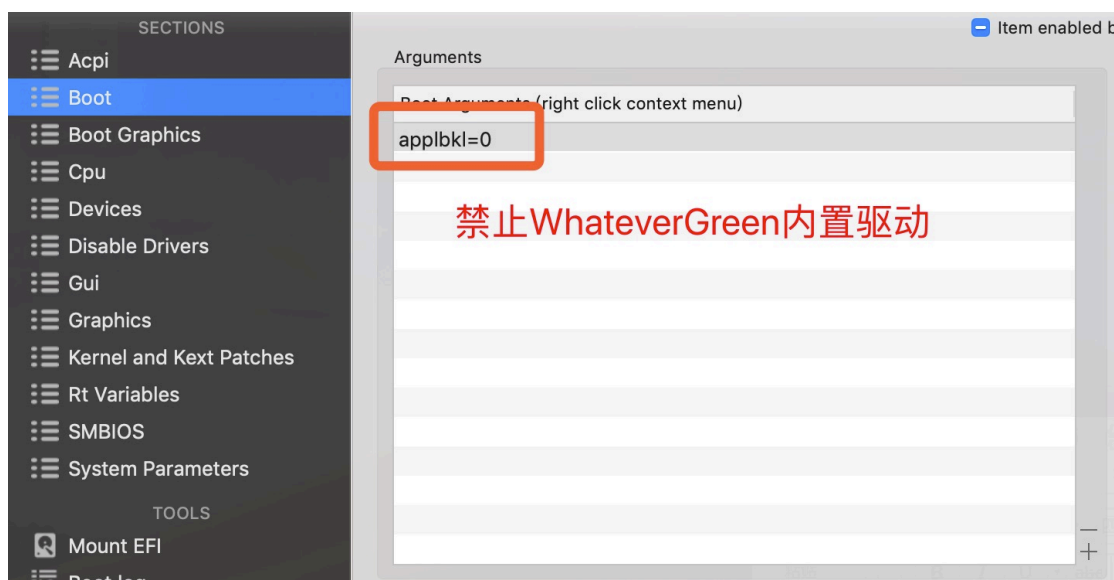 SECTIONS
Acpi
Boot
Boot Graphics
Cpu
Devices
Disable Drivers
Gui
Graphics
Kernel and Kext Patches
Rt Variables
SMBIOS
System Parameters
TOOLS
Mount EFI
Item enabled b
Arguments
Boot Arguments (right click context menu)
applbkl=0
禁止WhateverGreen内置驱动